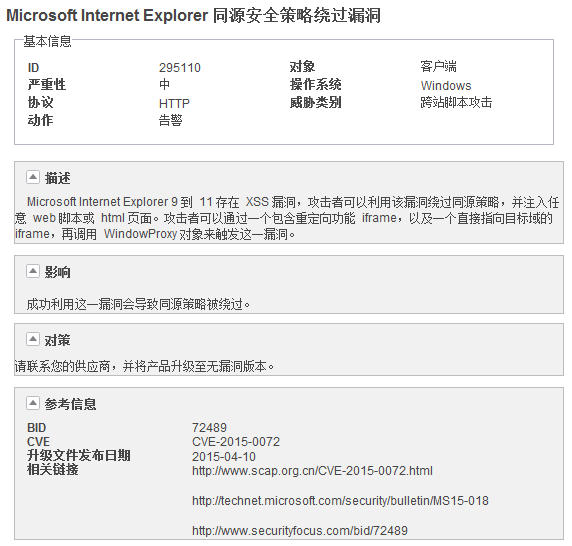 Microsoft Internet Explorer 同源安全策略绕过漏洞
基本信息
ID 295110 对象 客户端
严重性 中 操作系统 Windows
协议 HTTP 威胁类别 跨站脚本攻击
动作 告警
描述
Microsoft Internet Explorer 9 到 11 存在 XSS 漏洞，攻击者可以利用该漏洞绕过同源策略，并注入任
意 web 脚本或 html 页面。攻击者可以通过一个包含重定向功能 iframe，以及一个直接指向目标域的
iframe，再调用 WindowProxy 对象来触发这一漏洞。
影响
成功利用这一漏洞会导致同源策略被绕过。
对策
请联系您的供应商，并将产品升级至无漏洞版本。
参考信息
BID 72489
CVE CVE-2015-0072
升级文件发布日期 2015-04-10
相关链接 http://www.scap.org.cn/CVE-2015-0072.html
http://technet.microsoft.com/security/bulletin/MS15-018
http://www.securityfocus.com/bid/72489